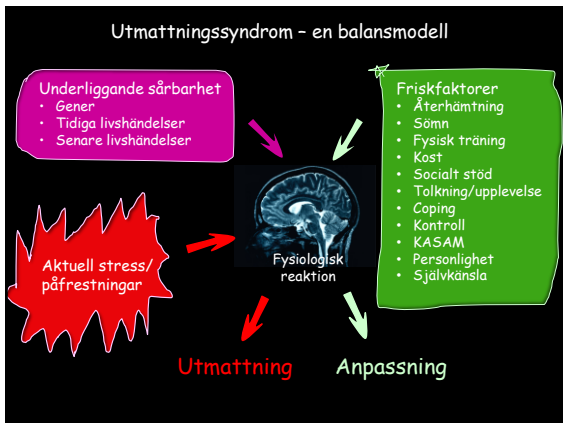 Utmattningssyndrom – en balansmodell
Underliggande sårbarhet
• Gener
• Tidiga livshändelser
• Senare livshändelser
Friskfaktorer
• Återhämtning
• Sömn
• Fysisk träning
• Kost
• Socialt stöd
• Tolkning/upplevelse
• Coping
• Kontroll
• KASAM
• Personlighet
• Självkänsla
Aktuell stress/
påfrestningar
Fysiologisk
reaktion
Utmattning
Anpassning